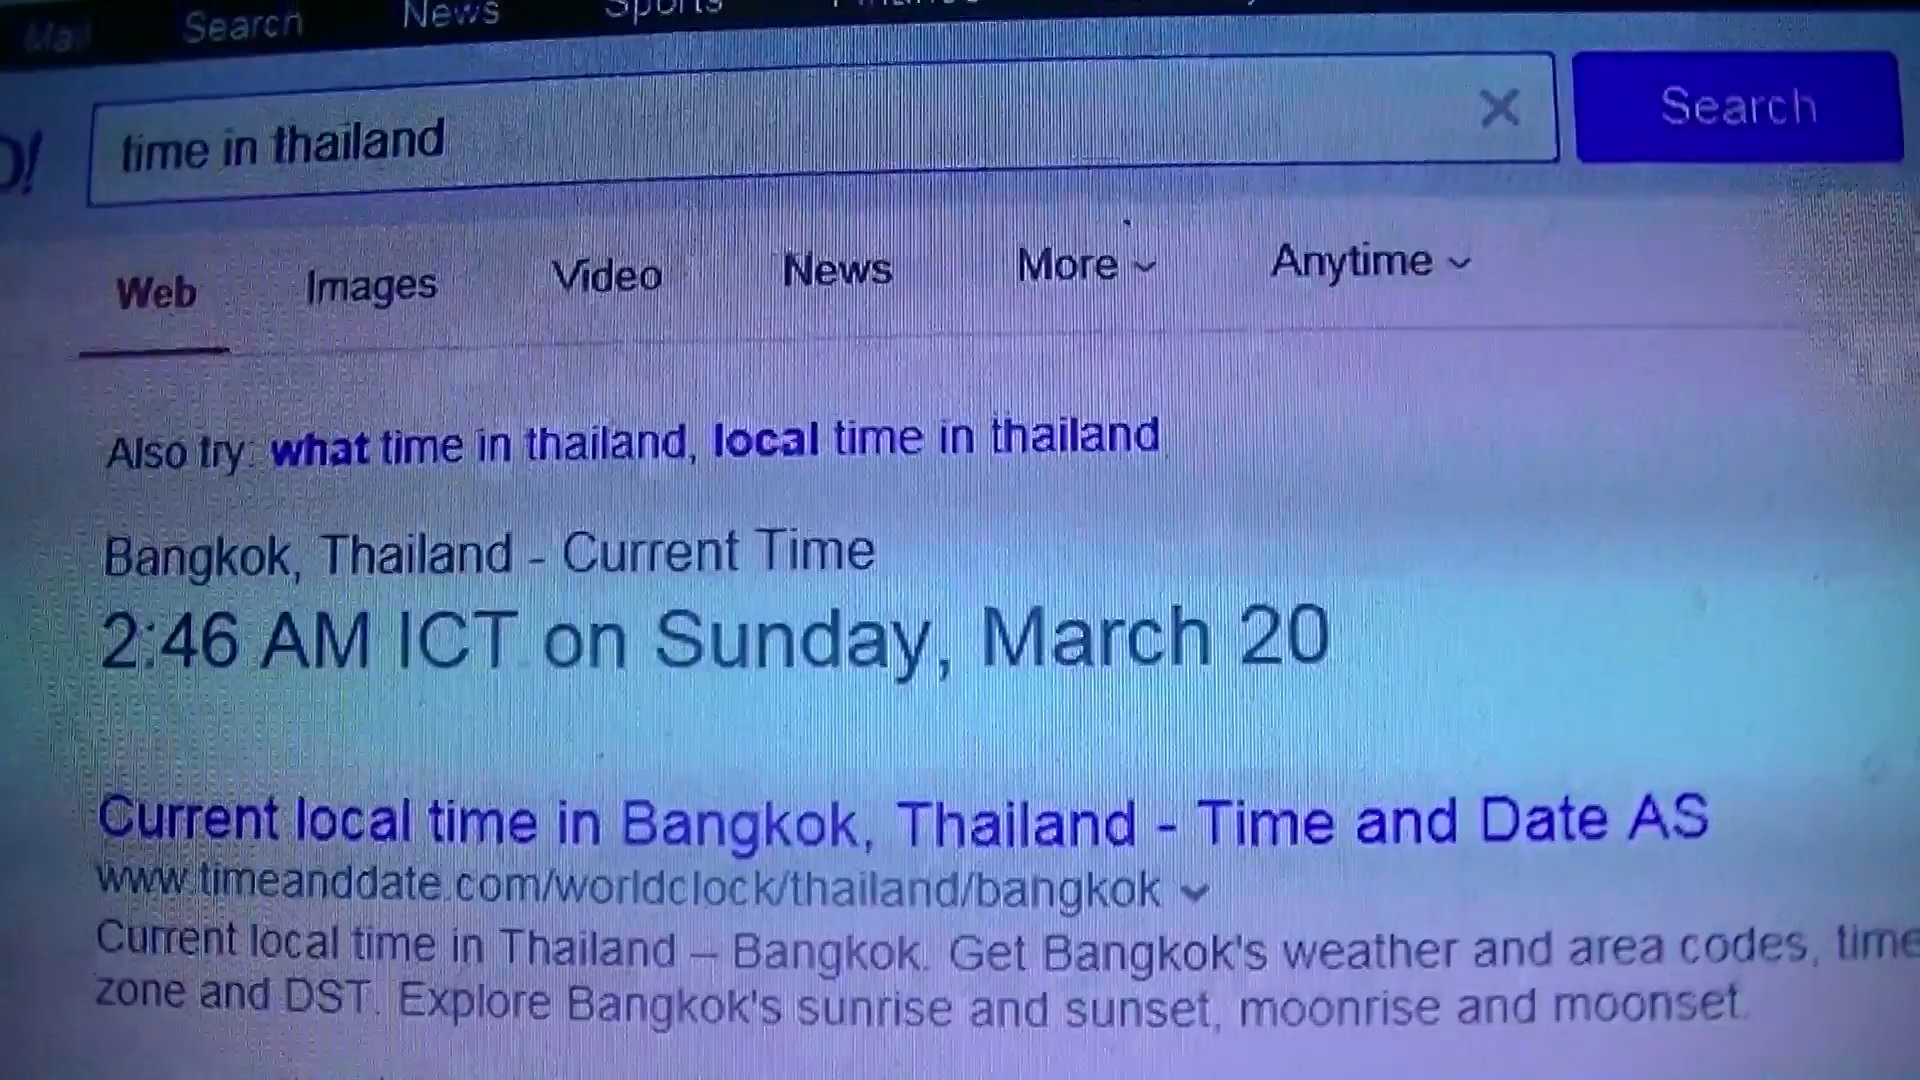 Mail Search News Sports
O!
time in thailand
Search
Web Images Video News More Anytime
Also try: what time in thailand, local time in thailand
Bangkok, Thailand - Current Time
2:46 AM ICT on Sunday, March 20
Current local time in Bangkok, Thailand - Time and Date AS
www.timeanddate.com/worldclock/thailand/bangkok
Current local time in Thailand – Bangkok. Get Bangkok's weather and area codes, time
zone and DST. Explore Bangkok's sunrise and sunset, moonrise and moonset.